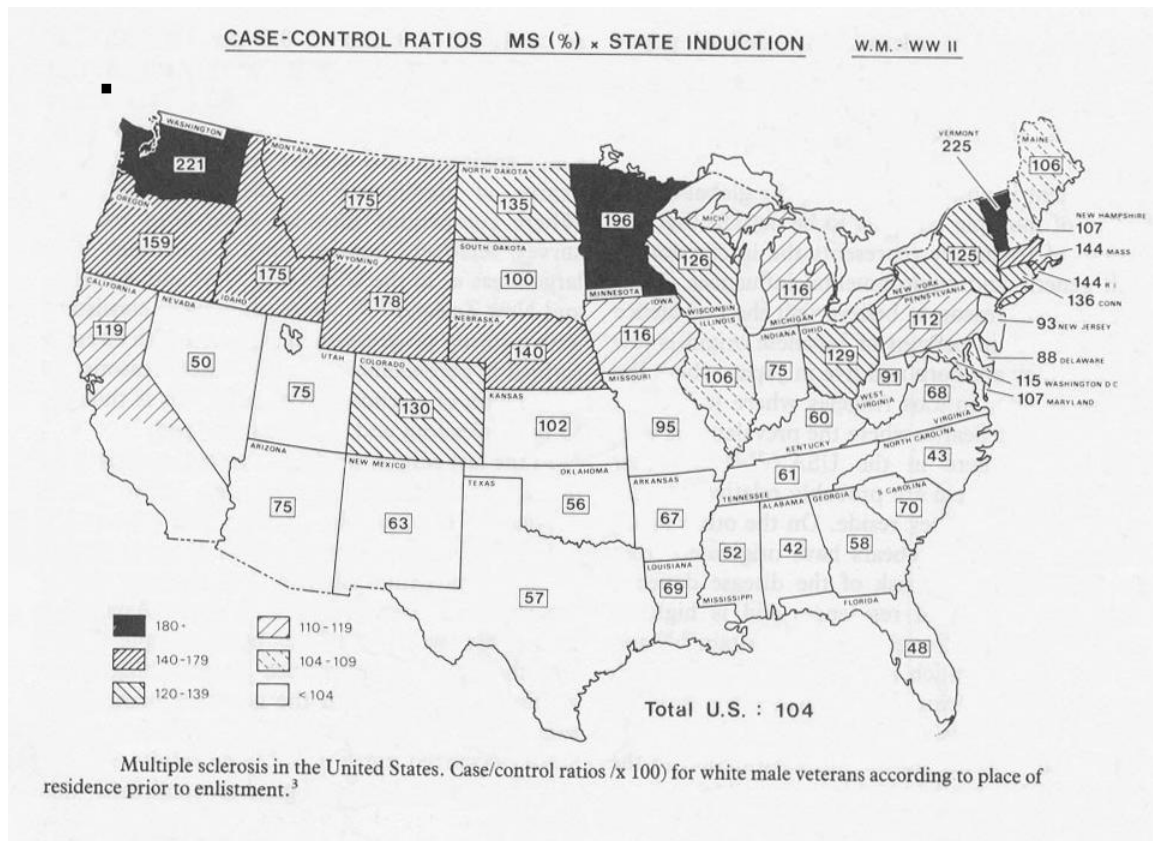 CASE-CONTROL RATIOS MS (%) x STATE INDUCTION W.M. - WW II
WASHINGTON
221
OREGON
159
CALIFORNIA
119
NEVADA
50
IDAHO
175
MONTANA
175
WYOMING
178
UTAH
75
COLORADO
130
ARIZONA
75
NEW MEXICO
63
NORTH DAKOTA
135
SOUTH DAKOTA
100
NEBRASKA
140
KANSAS
102
OKLAHOMA
56
TEXAS
57
MINNESOTA
196
IOWA
116
MISSOURI
95
ARKANSAS
67
LOUISIANA
69
WISCONSIN
126
ILLINOIS
106
MICH
MICHIGAN
116
INDIANA
75
OHIO
129
KENTUCKY
60
TENNESSEE
61
MISSISSIPPI
52
ALABAMA
42
GEORGIA
58
FLORIDA
48
S CAROLINA
70
NORTH CAROLINA
43
VIRGINIA
68
WEST
VIRGINIA
91
PENNSYLVANIA
112
NEW YORK
125
VERMONT
225
MAINE
106
NEW HAMPSHIRE
107
144 MASS
144 R I
136 CONN
93 NEW JERSEY
88 DELAWARE
115 WASHINGTON D C
107 MARYLAND
180-
140-179
120-139
110-119
104-109
<104
Total U.S. : 104
Multiple sclerosis in the United States. Case/control ratios /x 100) for white male veterans according to place of
residence prior to enlistment.3